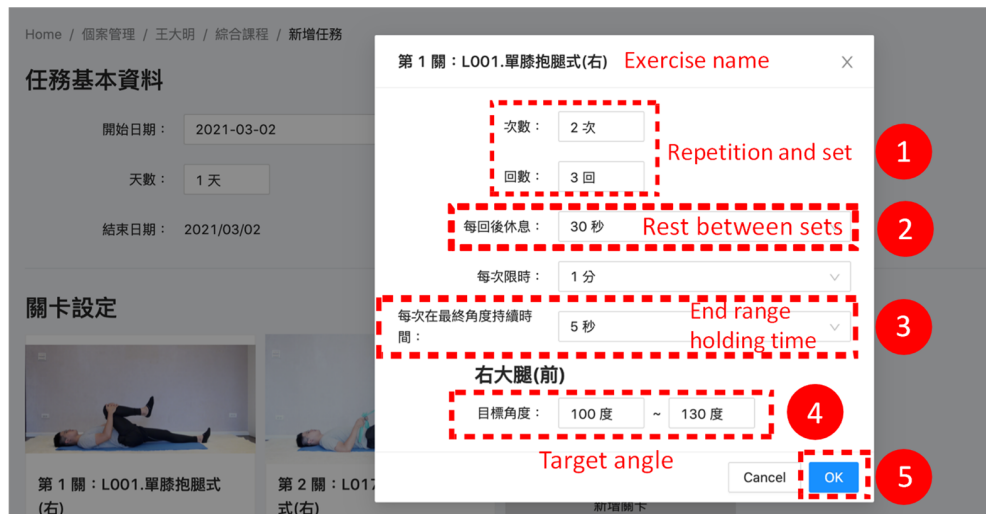 Home / 個案管理 / 王大明 / 綜合課程 / 新增任務
任務基本資料
開始日期： 2021-03-02
天數： 1 天
結束日期： 2021/03/02
關卡設定
第 1 關：L001.單膝抱腿式
(右)
第 2 關：L017
式(右)
新增關卡
第 1 關：L001.單膝抱腿式(右) Exercise name
次數： 2 次
Repetition and set
1
回數： 3 回
每回後休息： 30 秒 Rest between sets
2
每次限時： 1 分
每次在最終角度持續時
間：
5 秒
End range
holding time
3
右大腿(前)
目標角度： 100 度 ~ 130 度
4
Target angle
Cancel OK
5